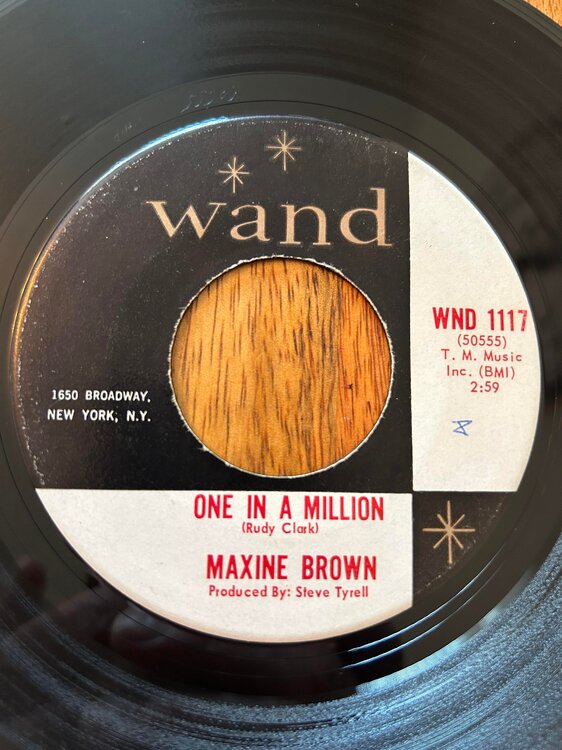 wand
WND 1117
(50555)
T. M. Music
Inc. (BMI)
2:59
1650 BROADWAY,
NEW YORK, N.Y.
ONE IN A MILLION
(Rudy Clark)
MAXINE BROWN
Produced By: Steve Tyrell